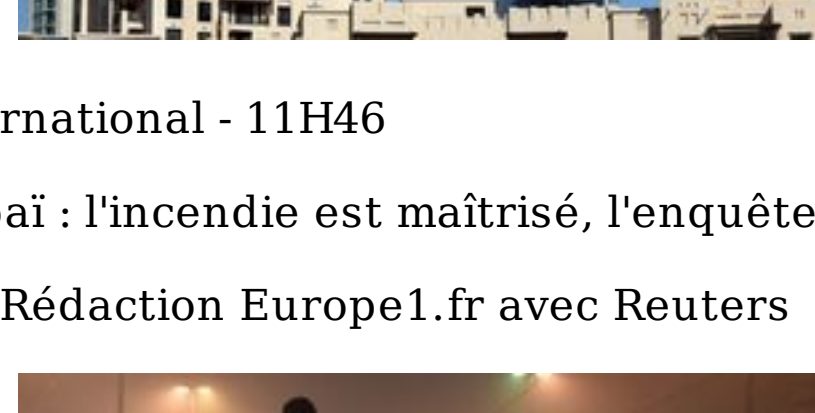 rnational - 11H46
aï : l'incendie est maîtrisé, l'enquête
Rédaction Europe1.fr avec Reuters